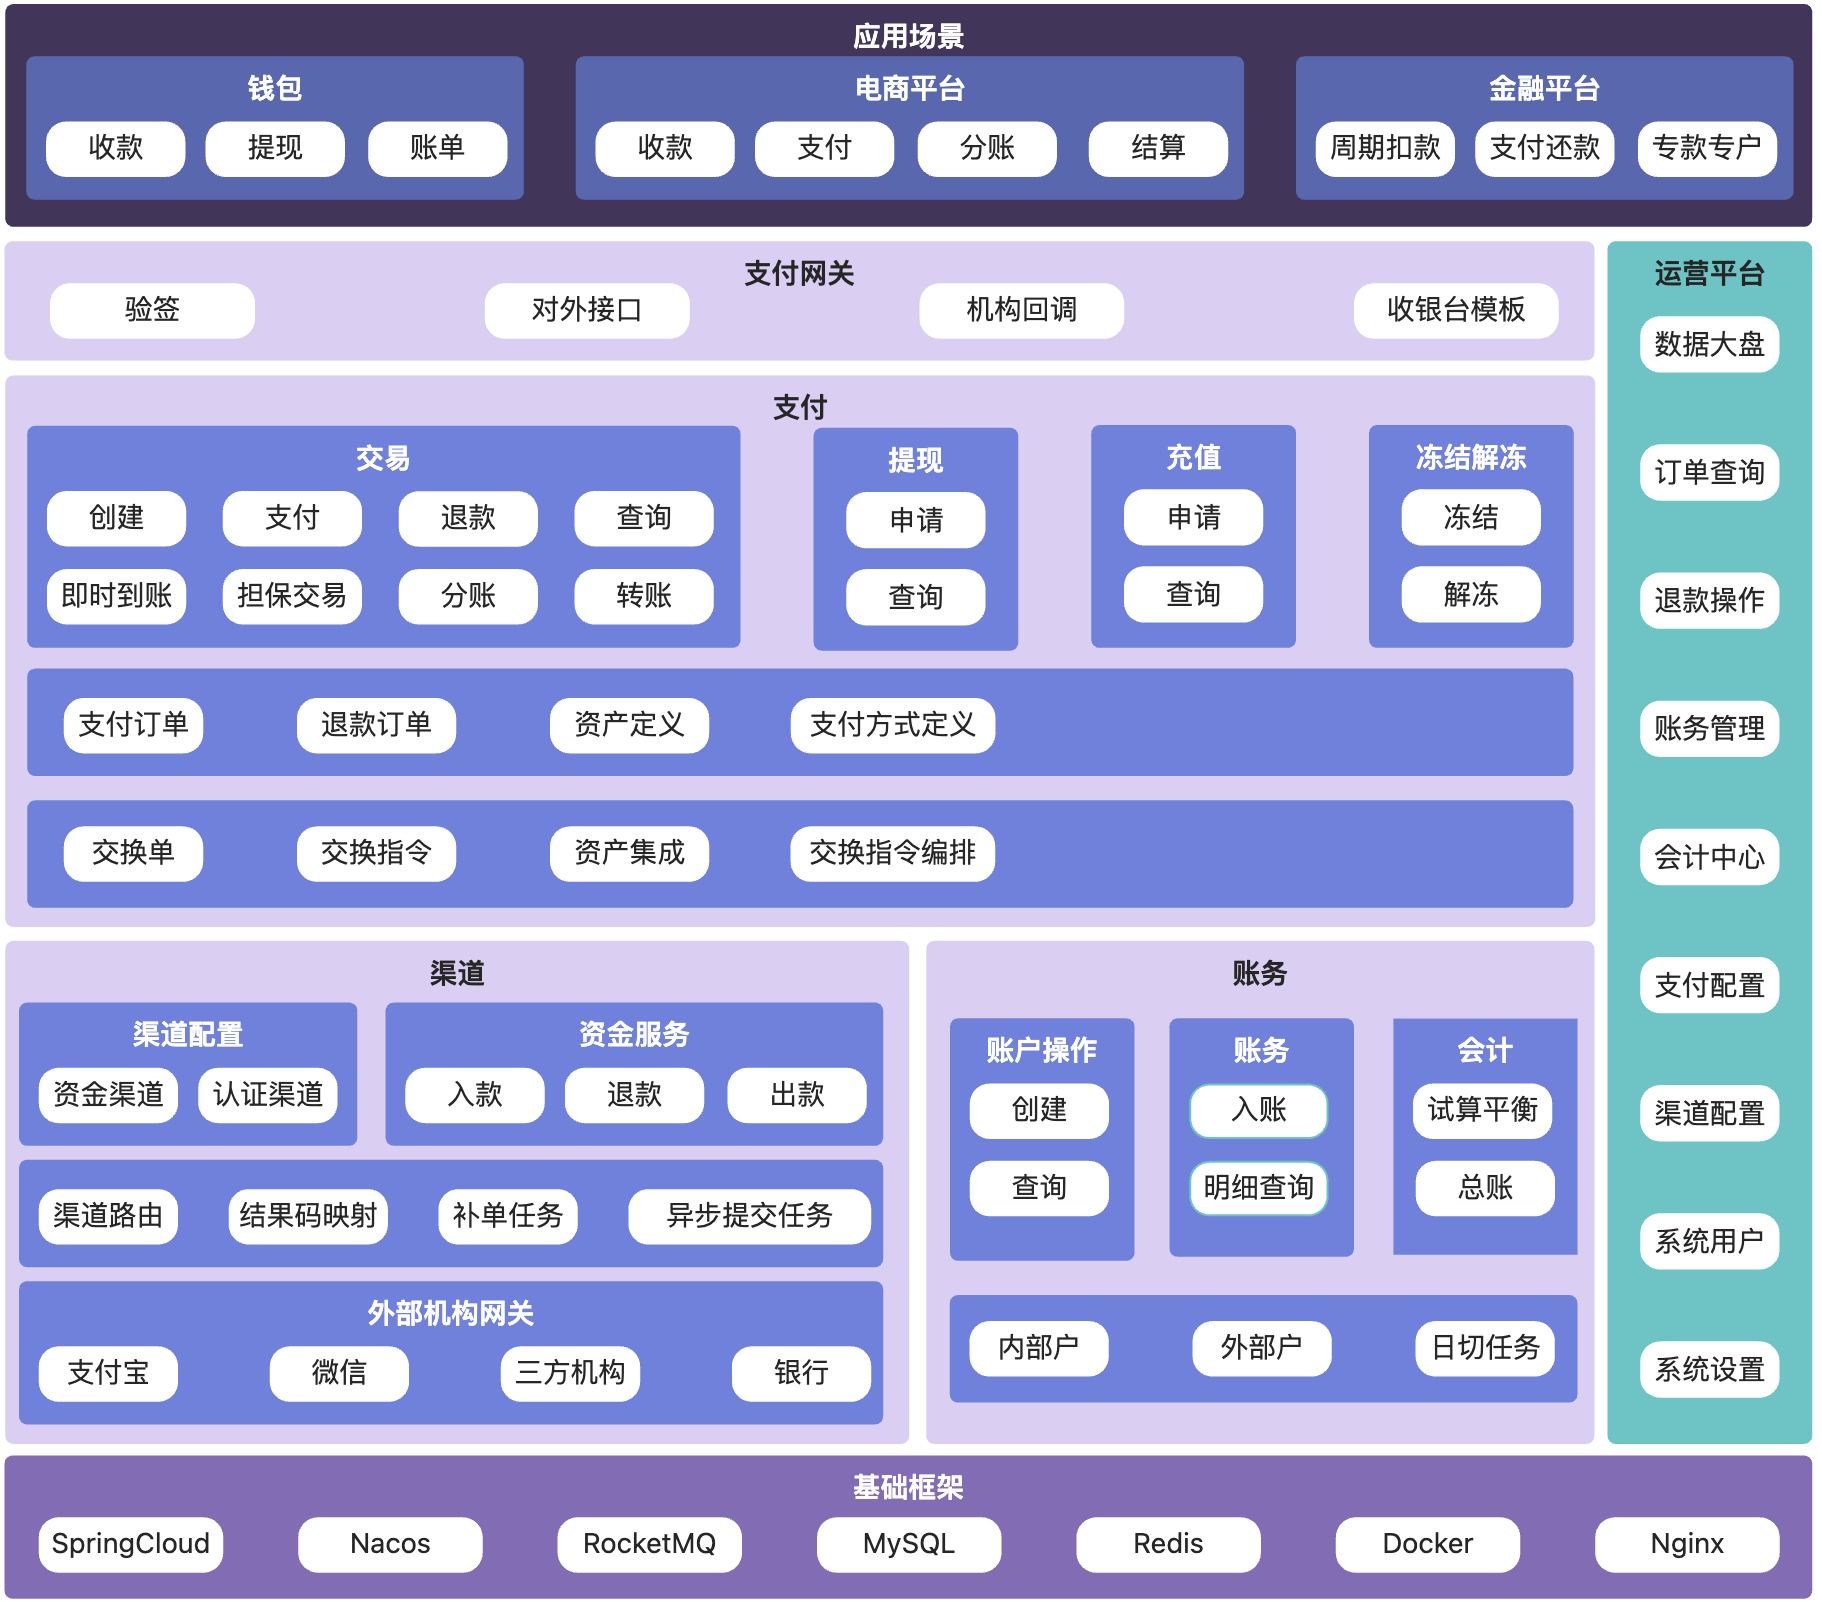 应用场景
钱包
收款 提现 账单
电商平台
收款 支付 分账 结算
金融平台
周期扣款 支付还款 专款专户
支付网关
验签 对外接口 机构回调 收银台模板
支付
交易
创建 支付 退款 查询
即时到账 担保交易 分账 转账
提现
申请
查询
充值
申请
查询
冻结解冻
冻结
解冻
支付订单 退款订单 资产定义 支付方式定义
交换单 交换指令 资产集成 交换指令编排
渠道
渠道配置
资金渠道 认证渠道
资金服务
入款 退款 出款
渠道路由 结果码映射 补单任务 异步提交任务
外部机构网关
支付宝 微信 三方机构 银行
账务
账户操作
创建
查询
账务
入账
明细查询
会计
试算平衡
总账
内部户 外部户 日切任务
运营平台
数据大盘
订单查询
退款操作
账务管理
会计中心
支付配置
渠道配置
系统用户
系统设置
基础框架
SpringCloud Nacos RocketMQ MySQL Redis Docker Nginx